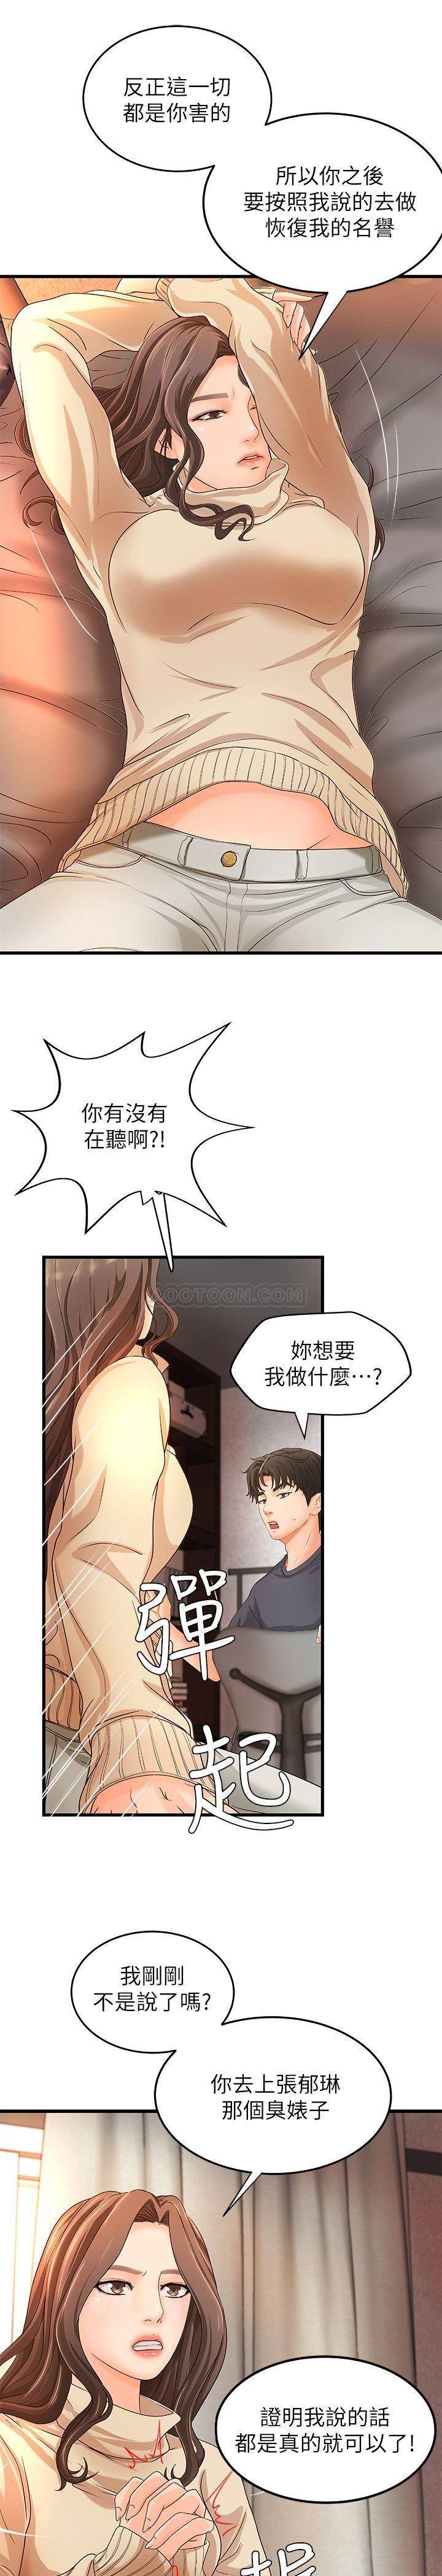 反正這一切
都是你害的
所以你之後
要按照我說的去做
恢復我的名譽
你有沒有
在聽啊?!
TOOTOON.COM
妳想要
我做什麼…?
彈
起
我剛剛
不是說了嗎?
你去上張郁琳
那個臭婊子
證明我說的話
都是真的就可以了!